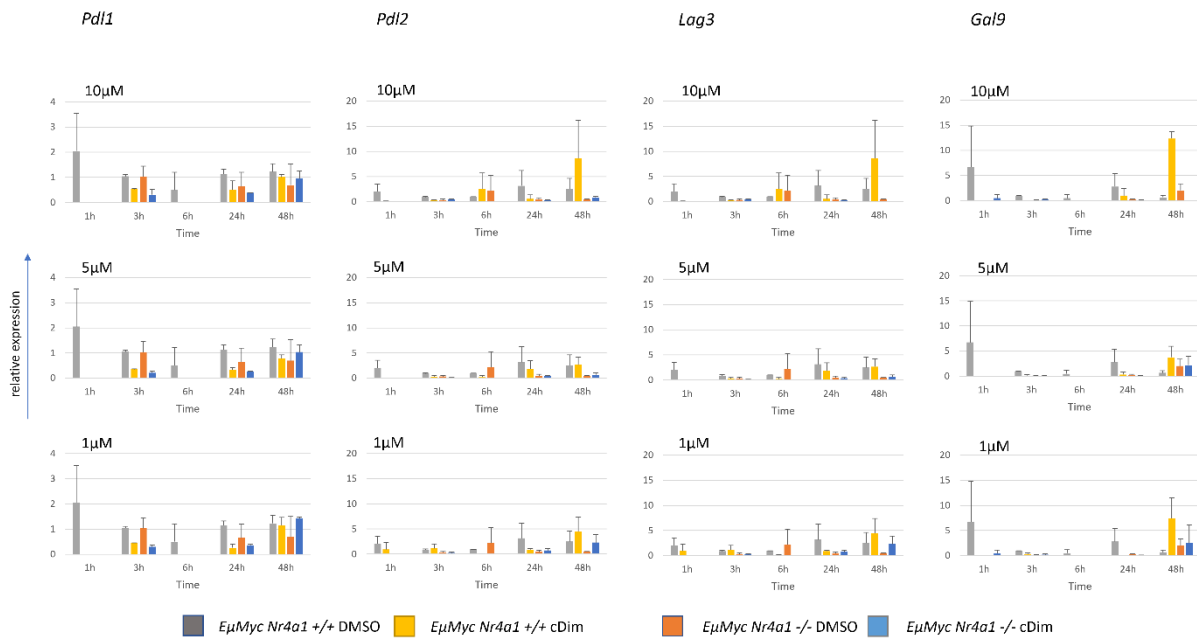 Pdl1 Pdl2 Lag3 Gal9
10µM 10µM 10µM 10µM
4 20 20 20
3 15 15 15
2 10 10 10
1 5 5 5
0 0 0 0
1h 3h 6h 24h 48h 1h 3h 6h 24h 48h 1h 3h 6h 24h 48h 1h 3h 6h 24h 48h
Time Time Time Time
relative expression
5µM 5µM 5µM 5µM
4 20 20 20
3 15 15 15
2 10 10 10
1 5 5 5
0 0 0 0
1h 3h 6h 24h 48h 1h 3h 6h 24h 48h 1h 3h 6h 24h 48h 1h 3h 6h 24h 48h
Time Time Time Time
1µM 1µM 1µM 1µM
4 20 20 20
3 15 15 15
2 10 10 10
1 5 5 5
0 0 0 0
1h 3h 6h 24h 48h 1h 3h 6h 24h 48h 1h 3h 6h 24h 48h 1h 3h 6h 24h 48h
Time Time Time Time
EµMyc Nr4a1 +/+ DMSO EµMyc Nr4a1 +/+ cDim EµMyc Nr4a1 -/- DMSO EµMyc Nr4a1 -/- cDim